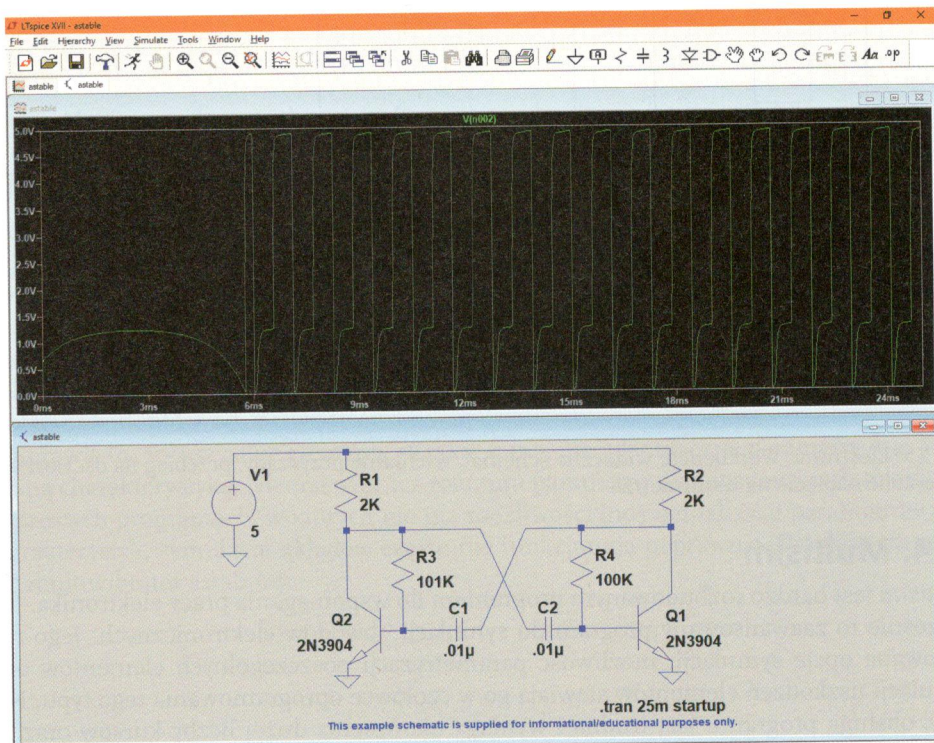 LTspice XVII - astable
File Edit Hierarchy View Simulate Tools Window Help
Aa .op
astable astable
astable
V(n002)
5.0V
4.5V
4.0V
3.5V
3.0V
2.5V
2.0V
1.5V
1.0V
0.5V
0.0V
0ms 3ms 6ms 9ms 12ms 15ms 18ms 21ms 24ms
astable
V1
5
R1
2K
R2
2K
R3
101K
R4
100K
C1
.01µ
C2
.01µ
Q2
2N3904
Q1
2N3904
.tran 25m startup
This example schematic is supplied for informational/educational purposes only.